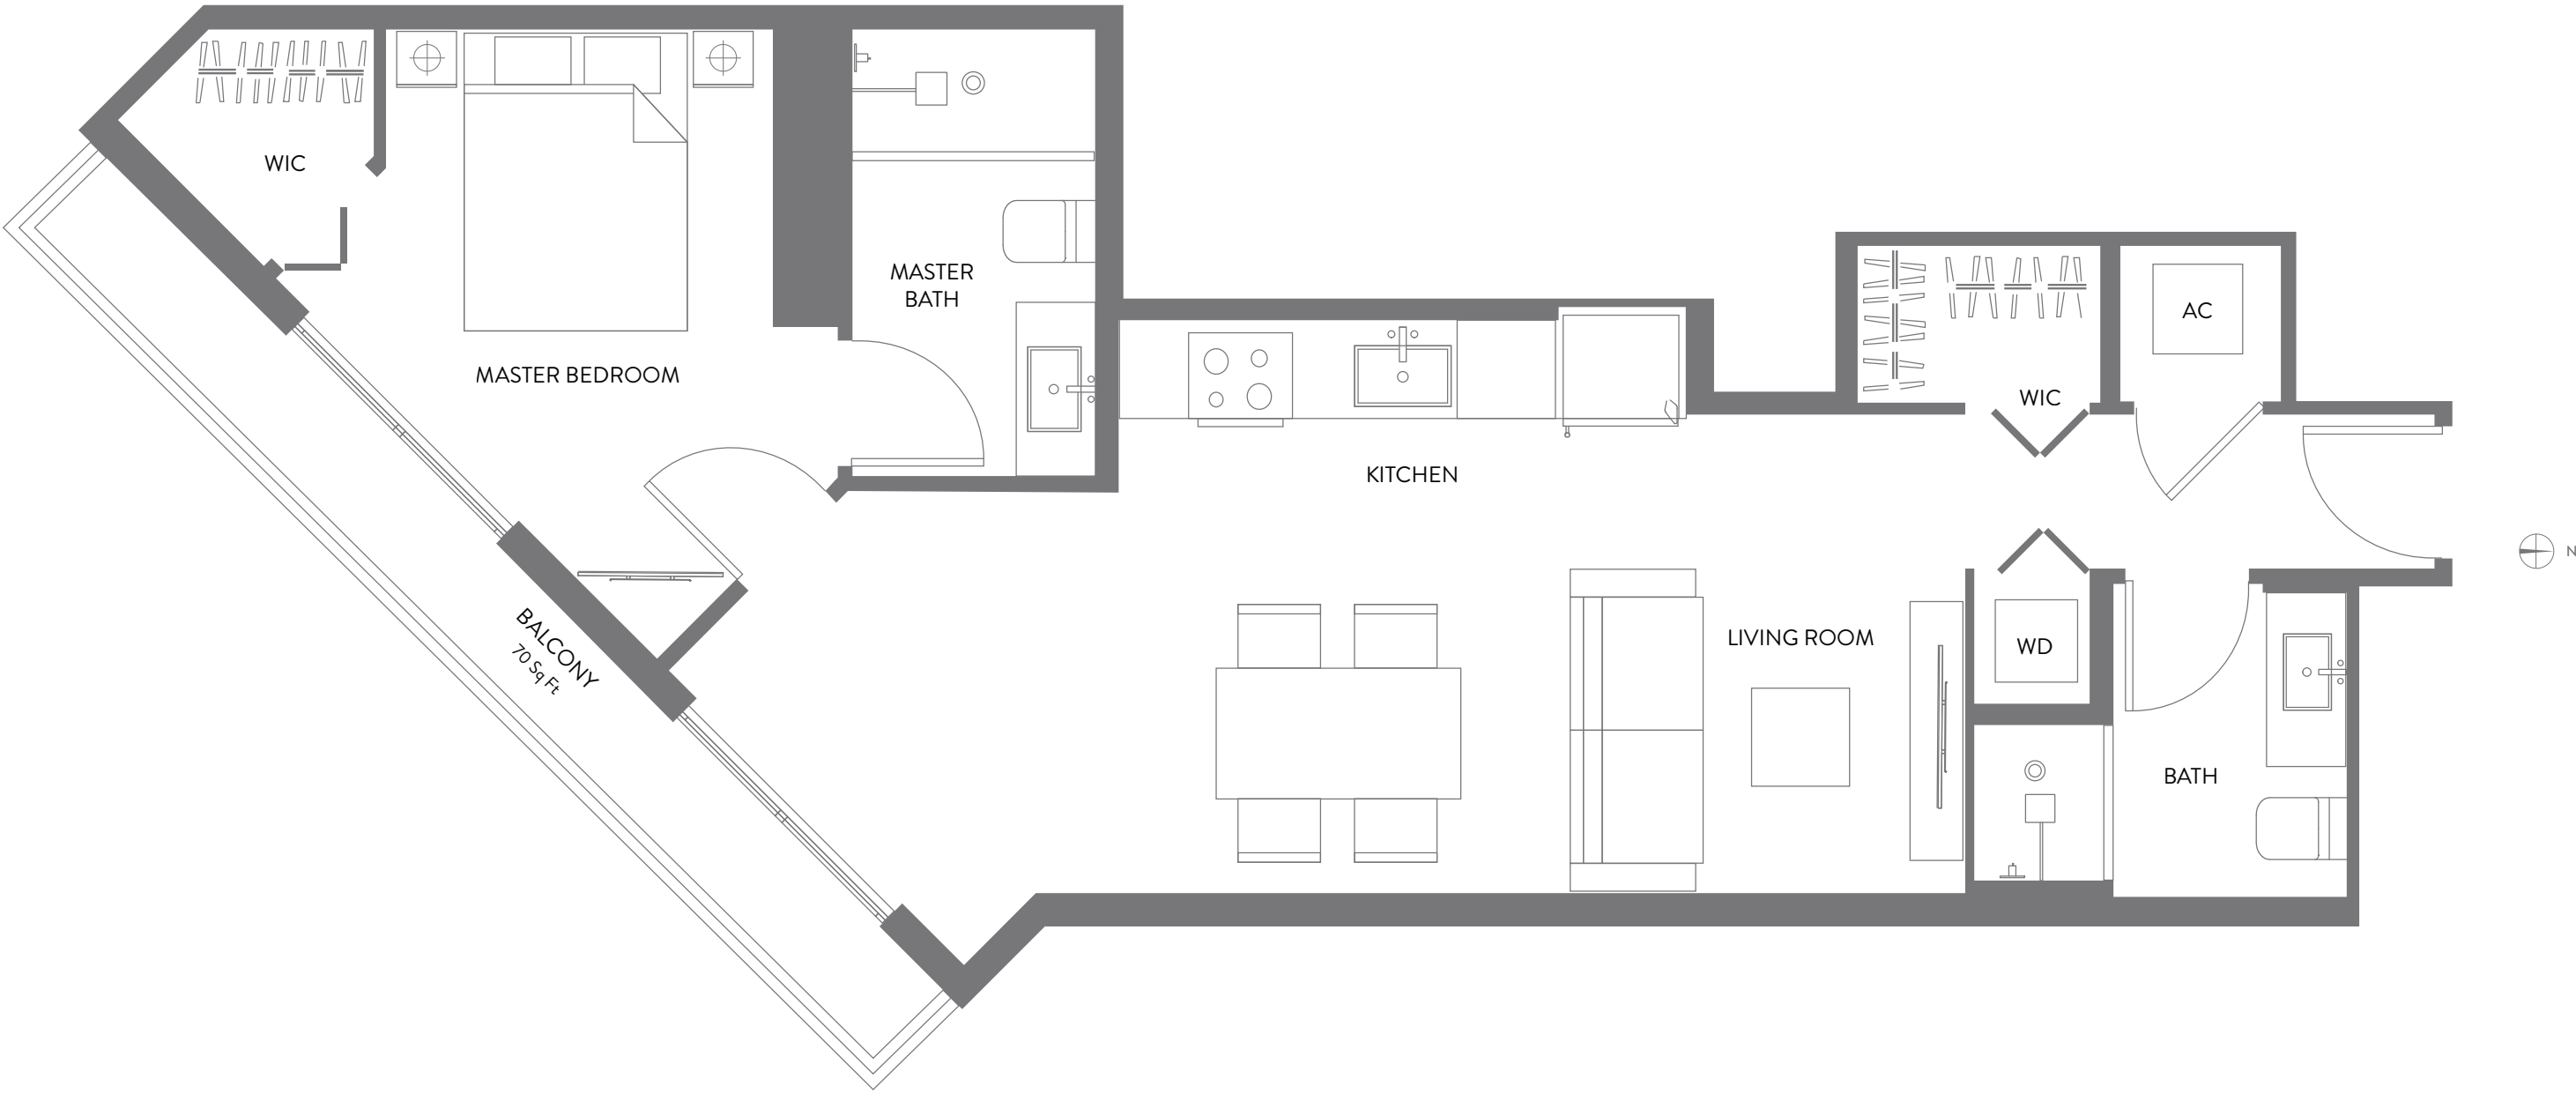 WIC
MASTER
BATH
AC
WIC
MASTER BEDROOM
KITCHEN
N
BALCONY
70 Sq Ft
LIVING ROOM
WD
BATH